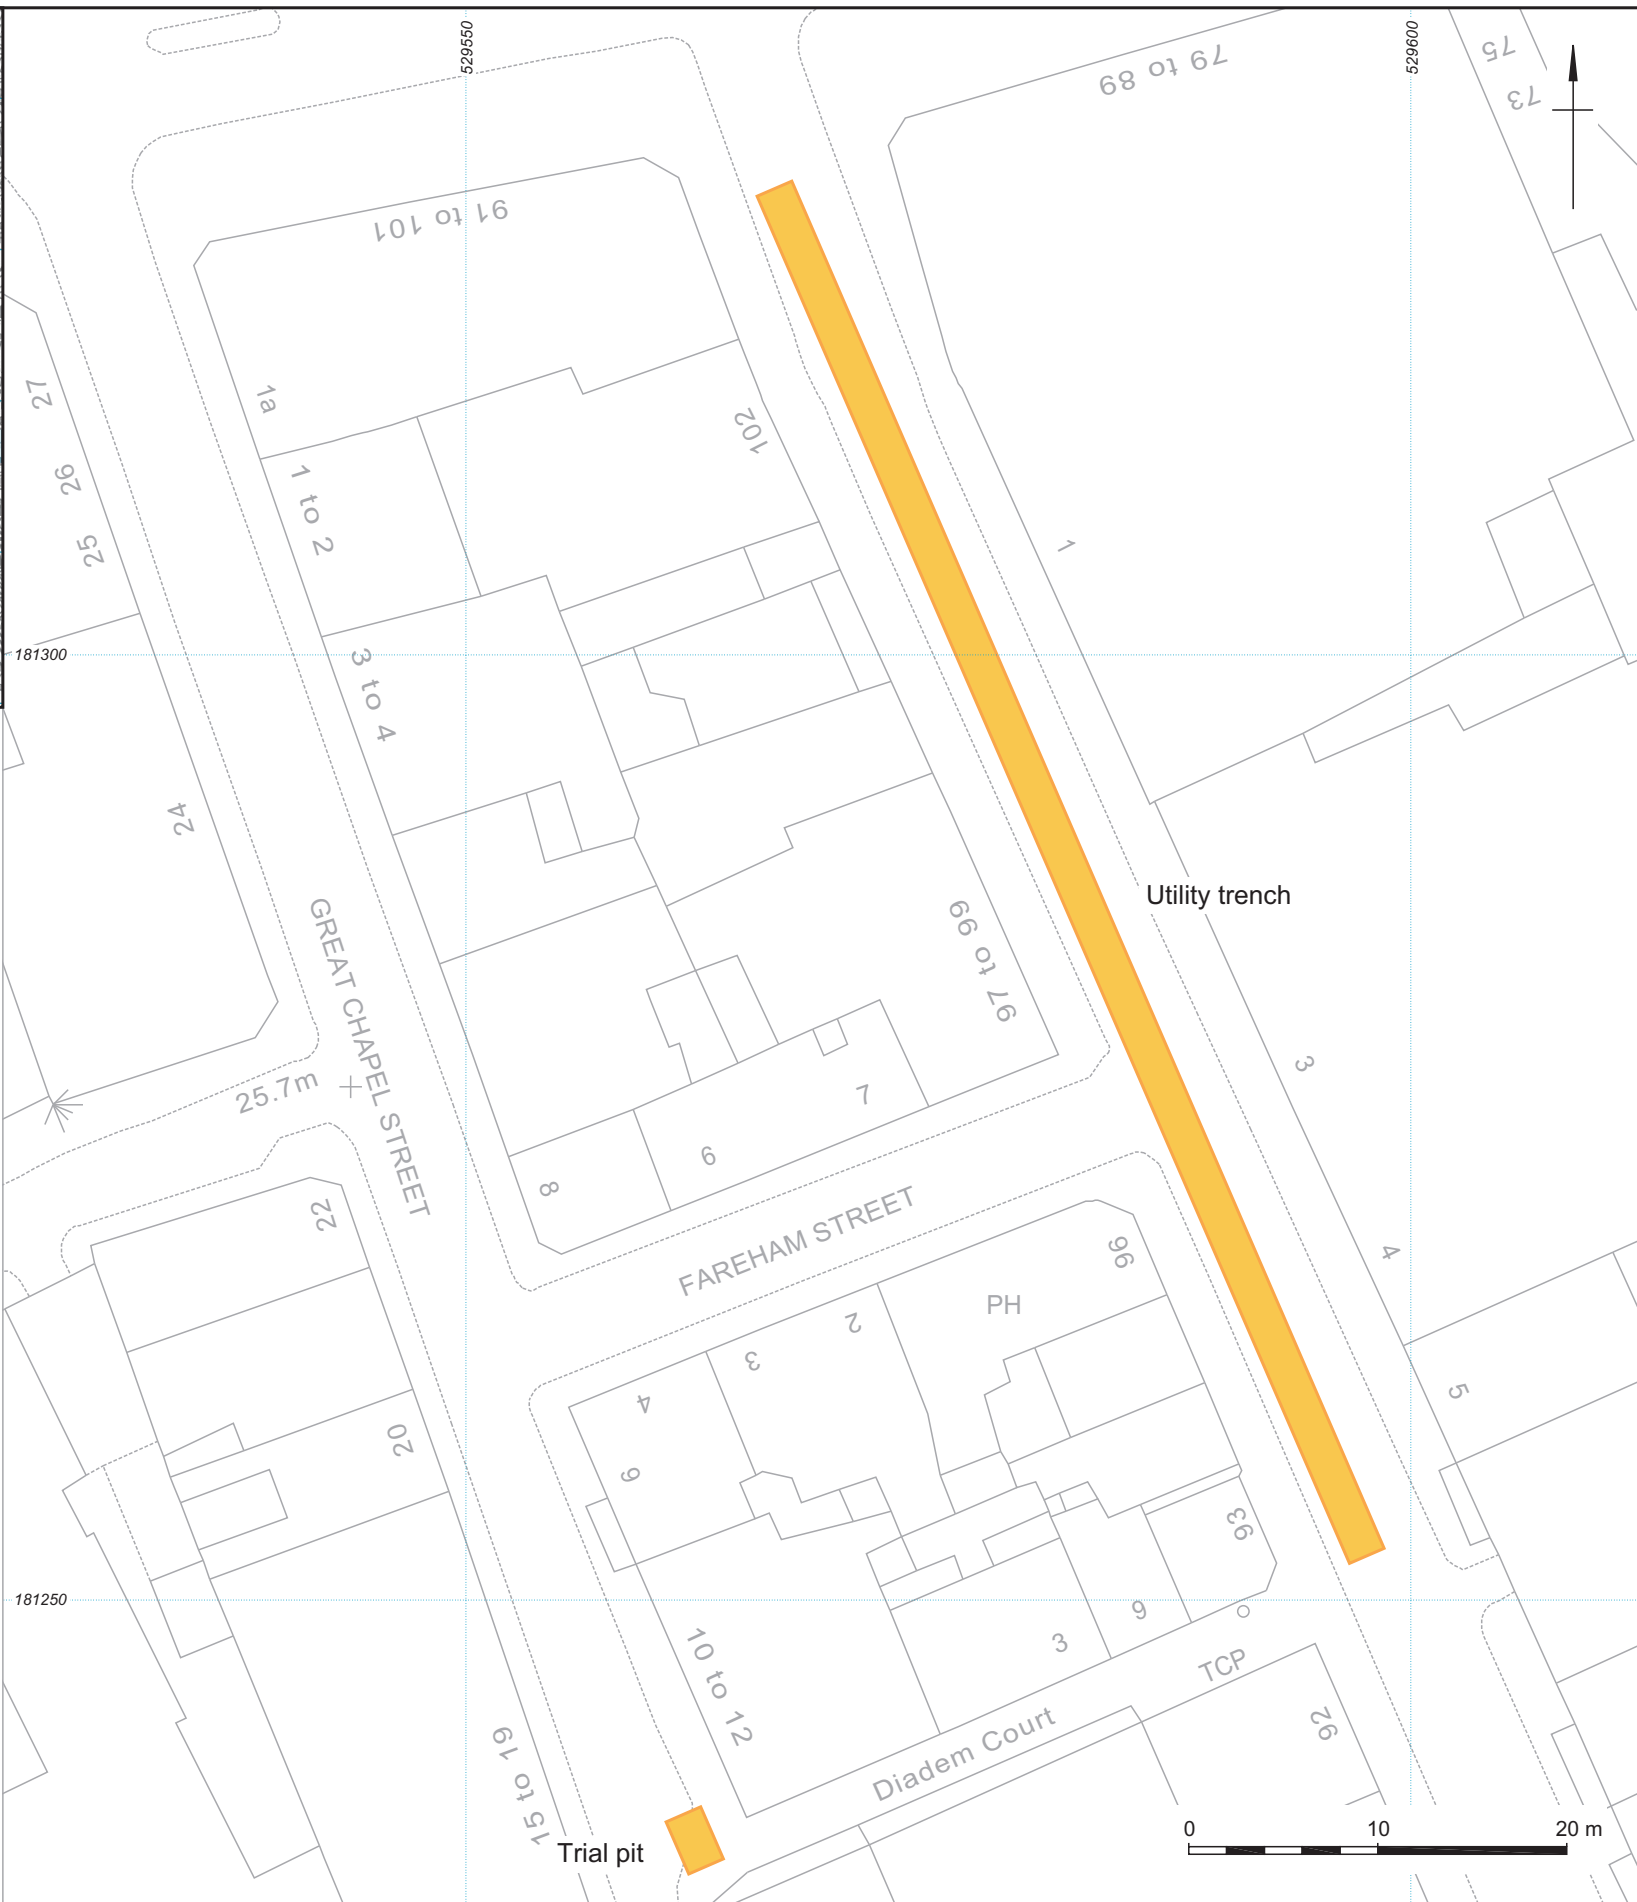 529550
529600
79 to 89
75
73
91 to 101
27
1a
102
26
1 to 2
25
1
181300
3 to 4
24
Utility trench
GREAT CHAPEL STREET
97 to 99
3
25.7m
7
6
8
22
FAREHAM STREET
96
4
PH
2
3
4
5
20
6
93
181250
10 to 12
3
9
TCP
Diadem Court
92
15 to 19
Trial pit
0 10 20 m